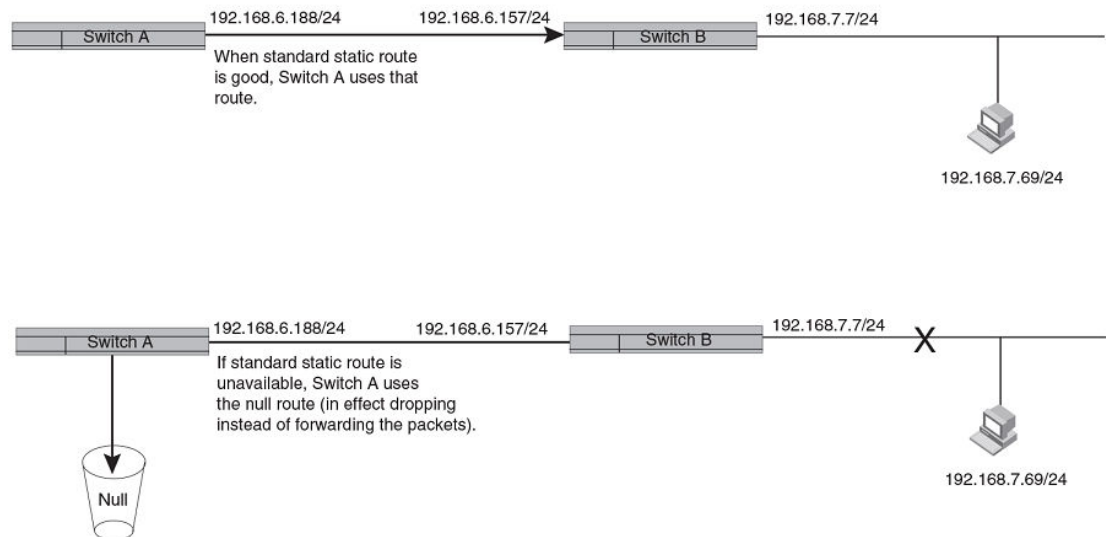 192.168.6.188/24
192.168.6.157/24
192.168.7.7/24
Switch A
Switch B
When standard static route
is good, Switch A uses that
route.
192.168.7.69/24
192.168.6.188/24
192.168.6.157/24
192.168.7.7/24
Switch A
Switch B
X
If standard static route is
unavailable, Switch A uses
the null route (in effect dropping
instead of forwarding the packets).
192.168.7.69/24
Null